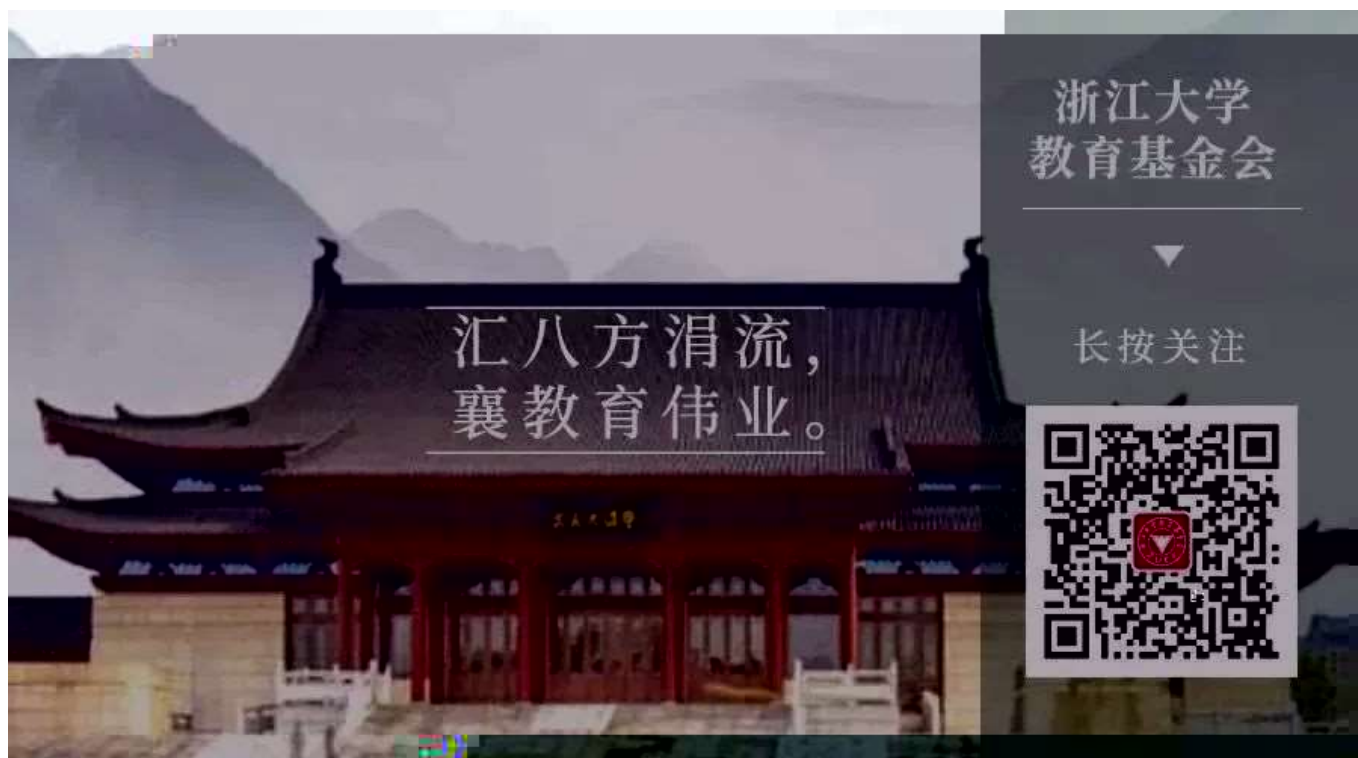 汇八方涓流，
襄教育伟业。
浙江大学
教育基金会
长按关注